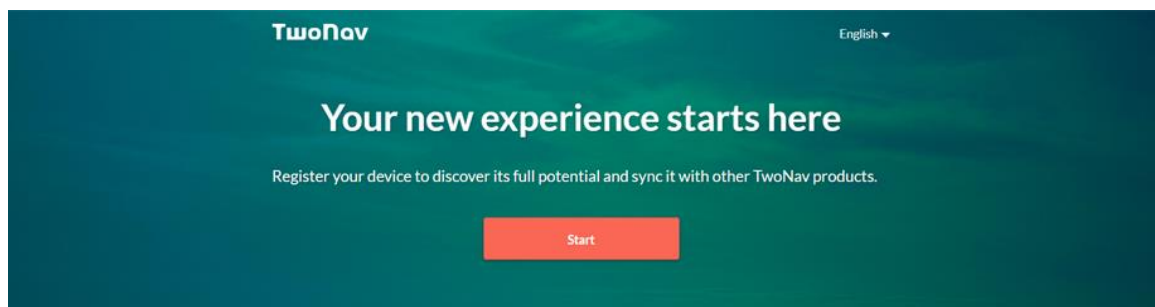 TwoNav
English
Your new experience starts here
Register your device to discover its full potential and sync it with other TwoNav products.
Start